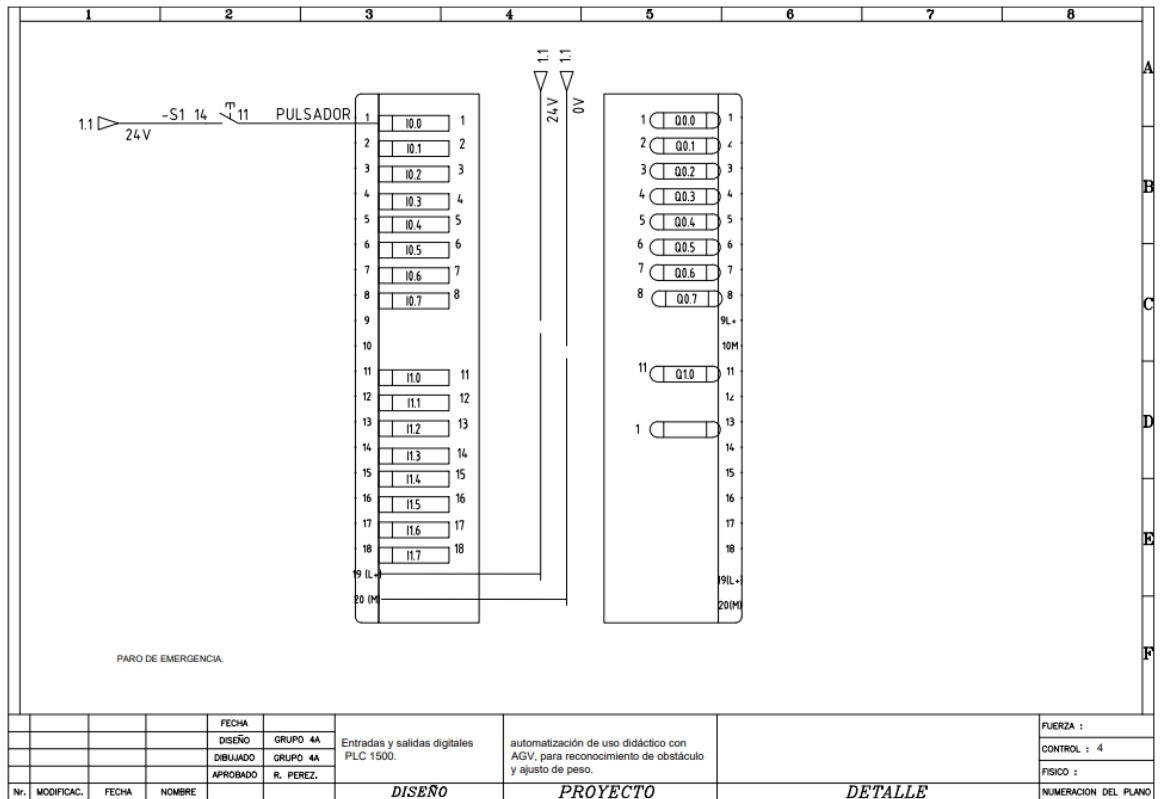 1 2 3 4 5 6 7 8
A
B
C
D
E
F
1.1 24V -S1 14 11 PULSADOR
1.1 1.1
24V 0V
1 I0.0 1
2 I0.1 2
3 I0.2 3
4 I0.3 4
5 I0.4 5
6 I0.5 6
7 I0.6 7
8 I0.7 8
9
10
11 I1.0 11
12 I1.1 12
13 I1.2 13
14 I1.3 14
15 I1.4 15
16 I1.5 16
17 I1.6 17
18 I1.7 18
19 (L+)
20 (M)
1 Q0.0 1
2 Q0.1 2
3 Q0.2 3
4 Q0.3 4
5 Q0.4 5
6 Q0.5 6
7 Q0.6 7
8 Q0.7 8
9L+
10M
11 Q1.0 11
12
1 13
14
15
16
17
18
19(L+
20(M)
PARO DE EMERGENCIA.
FECHA
DISEÑO GRUPO 4A
DIBUJADO GRUPO 4A
APROBADO R. PEREZ.
Nr. MODIFICAC. FECHA NOMBRE
Entradas y salidas digitales
PLC 1500.
DISEÑO
automatización de uso didáctico con
AGV, para reconocimiento de obstáculo
y ajusto de peso.
PROYECTO
DETALLE
FUERZA :
CONTROL : 4
FISICO :
NUMERACION DEL PLANO